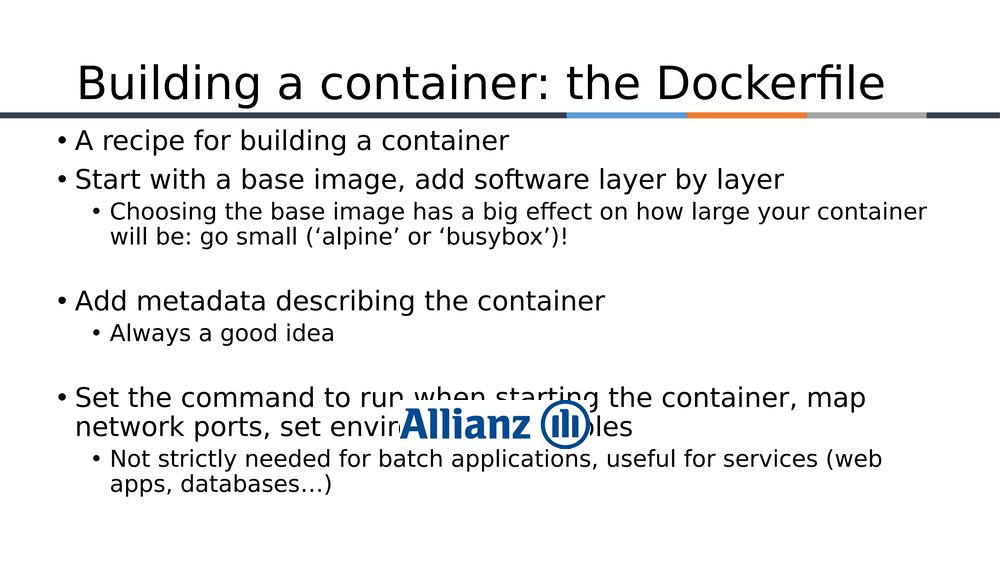 Building a container: the Dockerfile
• A recipe for building a container
• Start with a base image, add software layer by layer
• Choosing the base image has a big effect on how large your container
will be: go small (‘alpine’ or ‘busybox’)!
• Add metadata describing the container
• Always a good idea
• Set the command to run when starting the container, map
network ports, set
Allianz
• Not strictly needed for batch applications, useful for services (web
apps, databases…)